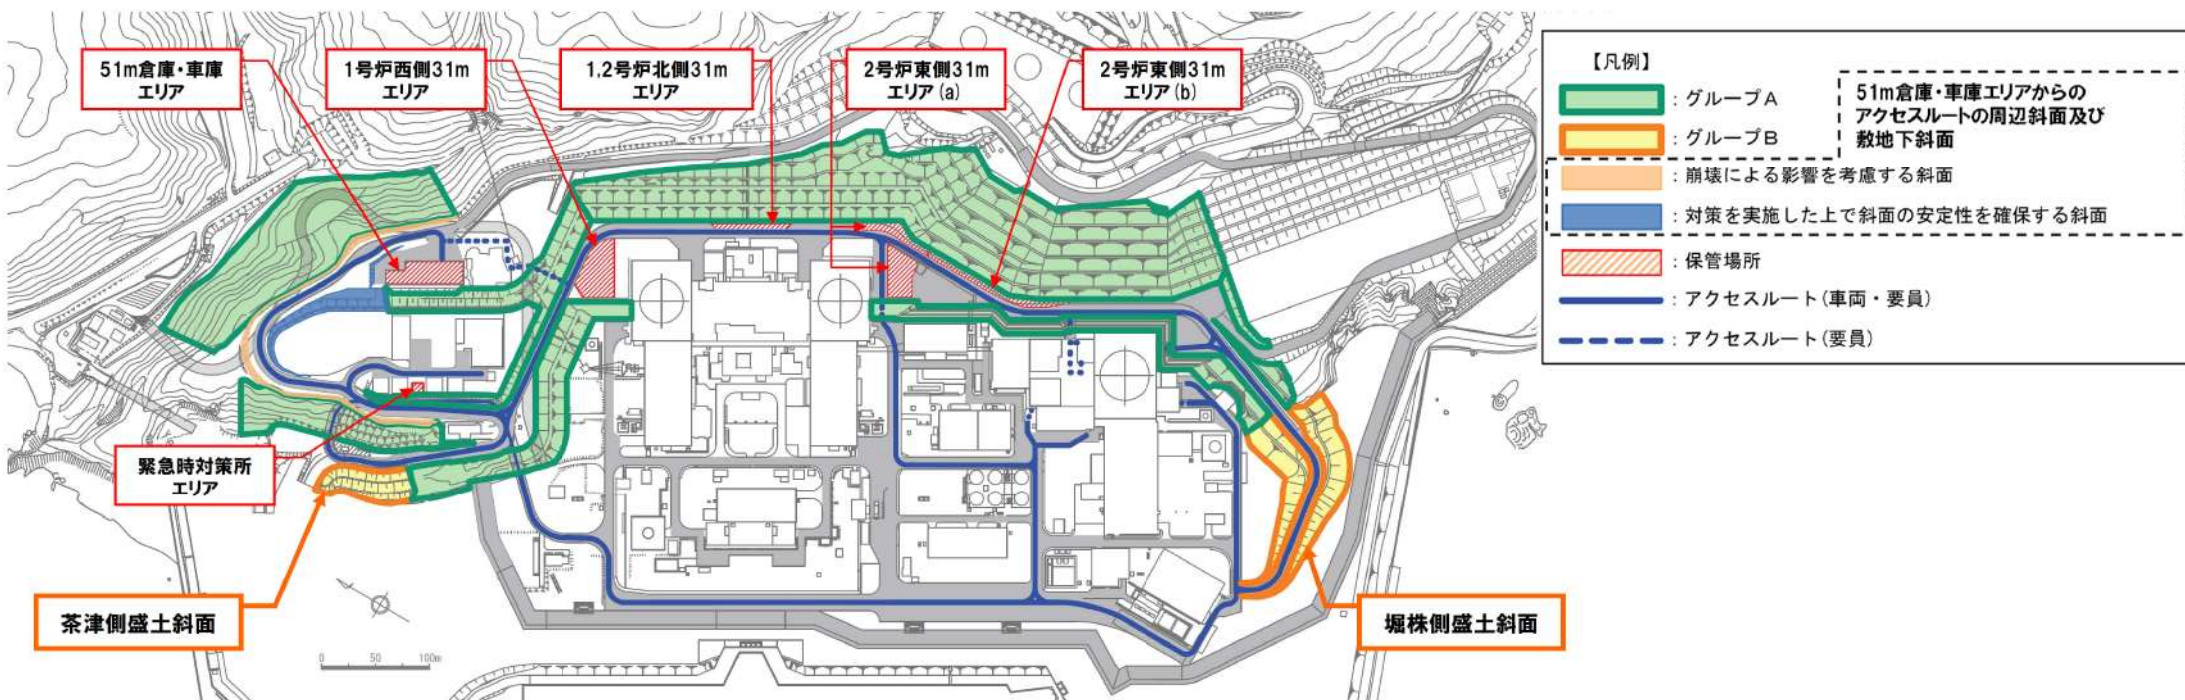 51m倉庫・車庫
エリア
1号炉西側31m
エリア
1,2号炉北側31m
エリア
2号炉東側31m
エリア(a)
2号炉東側31m
エリア(b)
【凡例】
：グループA
：グループB
51m倉庫・車庫エリアからの
アクセスルートの周辺斜面及び
敷地下斜面
：崩壊による影響を考慮する斜面
：対策を実施した上で斜面の安定性を確保する斜面
：保管場所
：アクセスルート(車両・要員)
：アクセスルート(要員)
緊急時対策所
エリア
茶津側盛土斜面
堀株側盛土斜面
0 50 100m